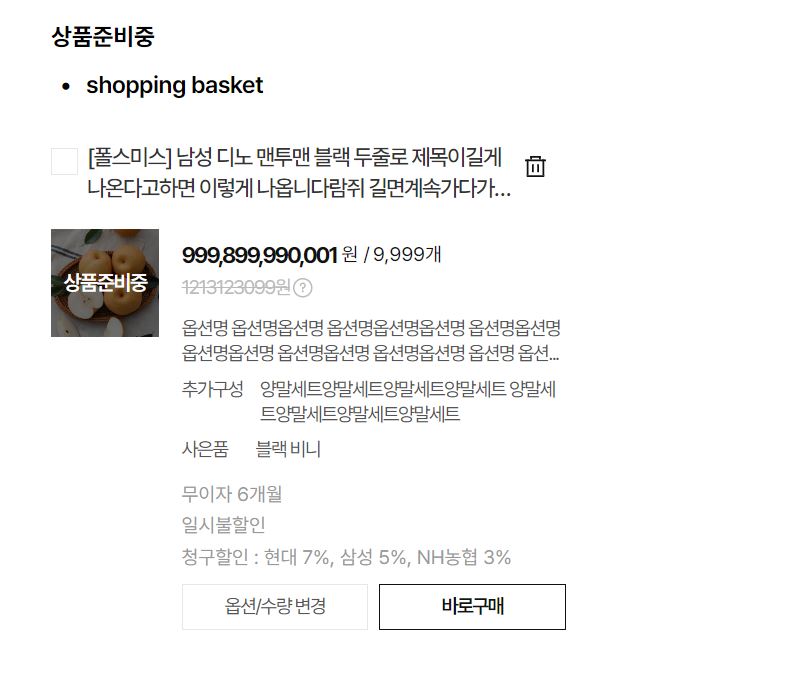 상품준비중
• shopping basket
[폴스미스] 남성 디노 맨투맨 블랙 두줄로 제목이길게
나온다고하면 이렇게 나옵니다람쥐 길면계속가다가...
상품준비중
999,899,990,001 원 / 9,999개
1213123099원 ?
옵션명 옵션명옵션명 옵션명옵션명옵션명 옵션명옵션명
옵션명옵션명 옵션명옵션명 옵션명옵션명 옵션명 옵션...
추가구성 양말세트양말세트양말세트양말세트 양말세
트양말세트양말세트양말세트
사은품 블랙 비니
무이자 6개월
일시불할인
청구할인 : 현대 7%, 삼성 5%, NH농협 3%
옵션/수량 변경 바로구매